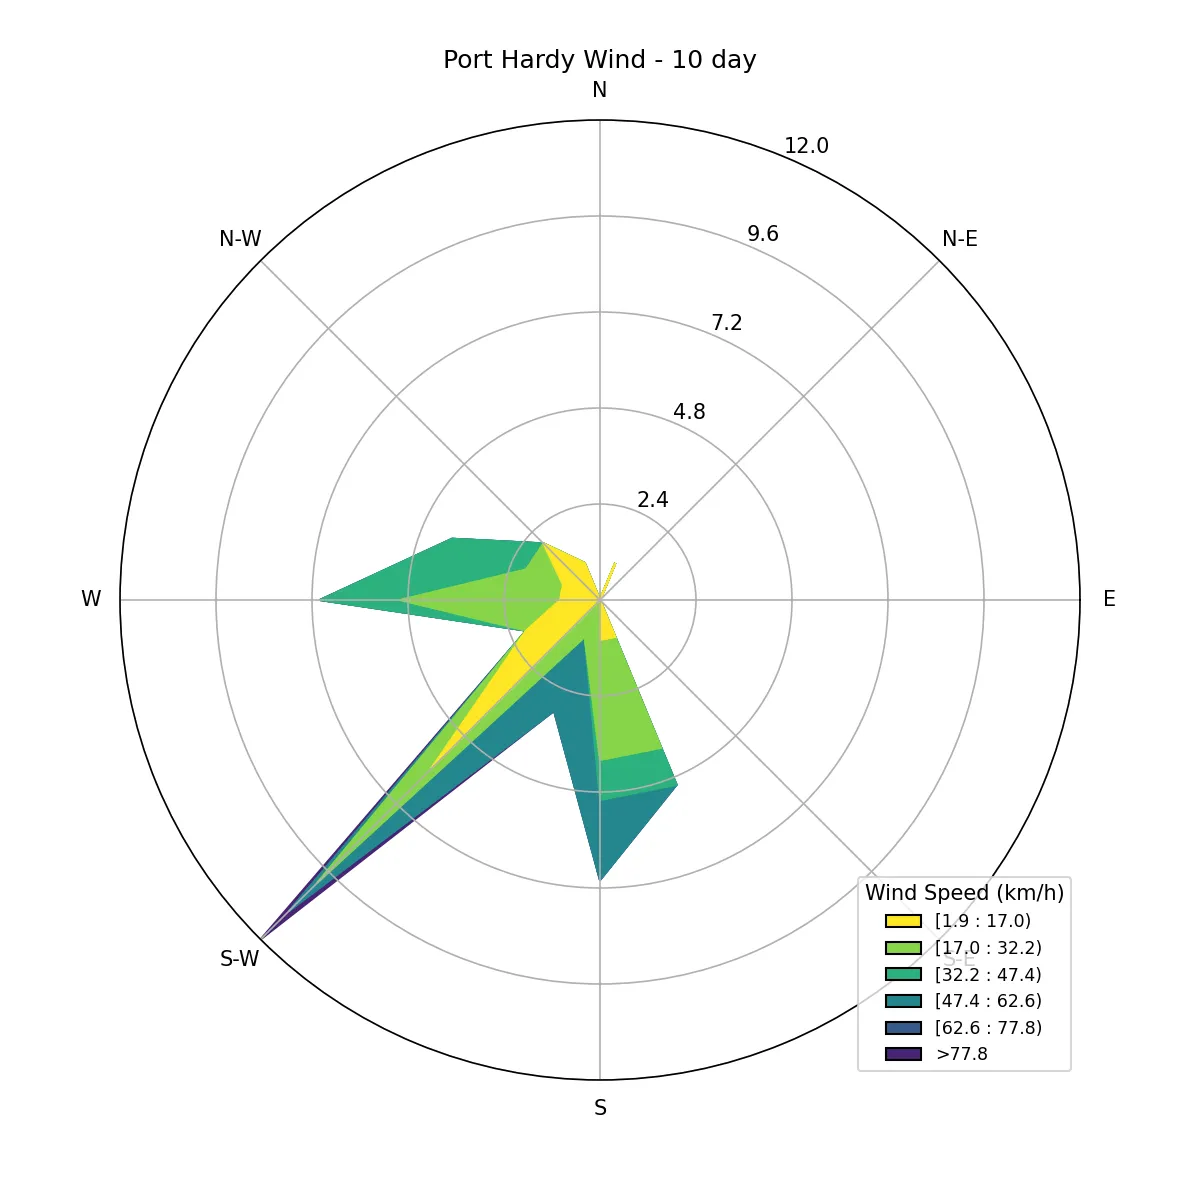 Port Hardy Wind - 10 day
N
12.0
9.6
N-W
N-E
7.2
4.8
2.4
W
E
Wind Speed (km/h)
[1.9 : 17.0)
[17.0 : 32.2)
S-W
S-E
[32.2 : 47.4)
[47.4 : 62.6)
[62.6 : 77.8)
>77.8
S